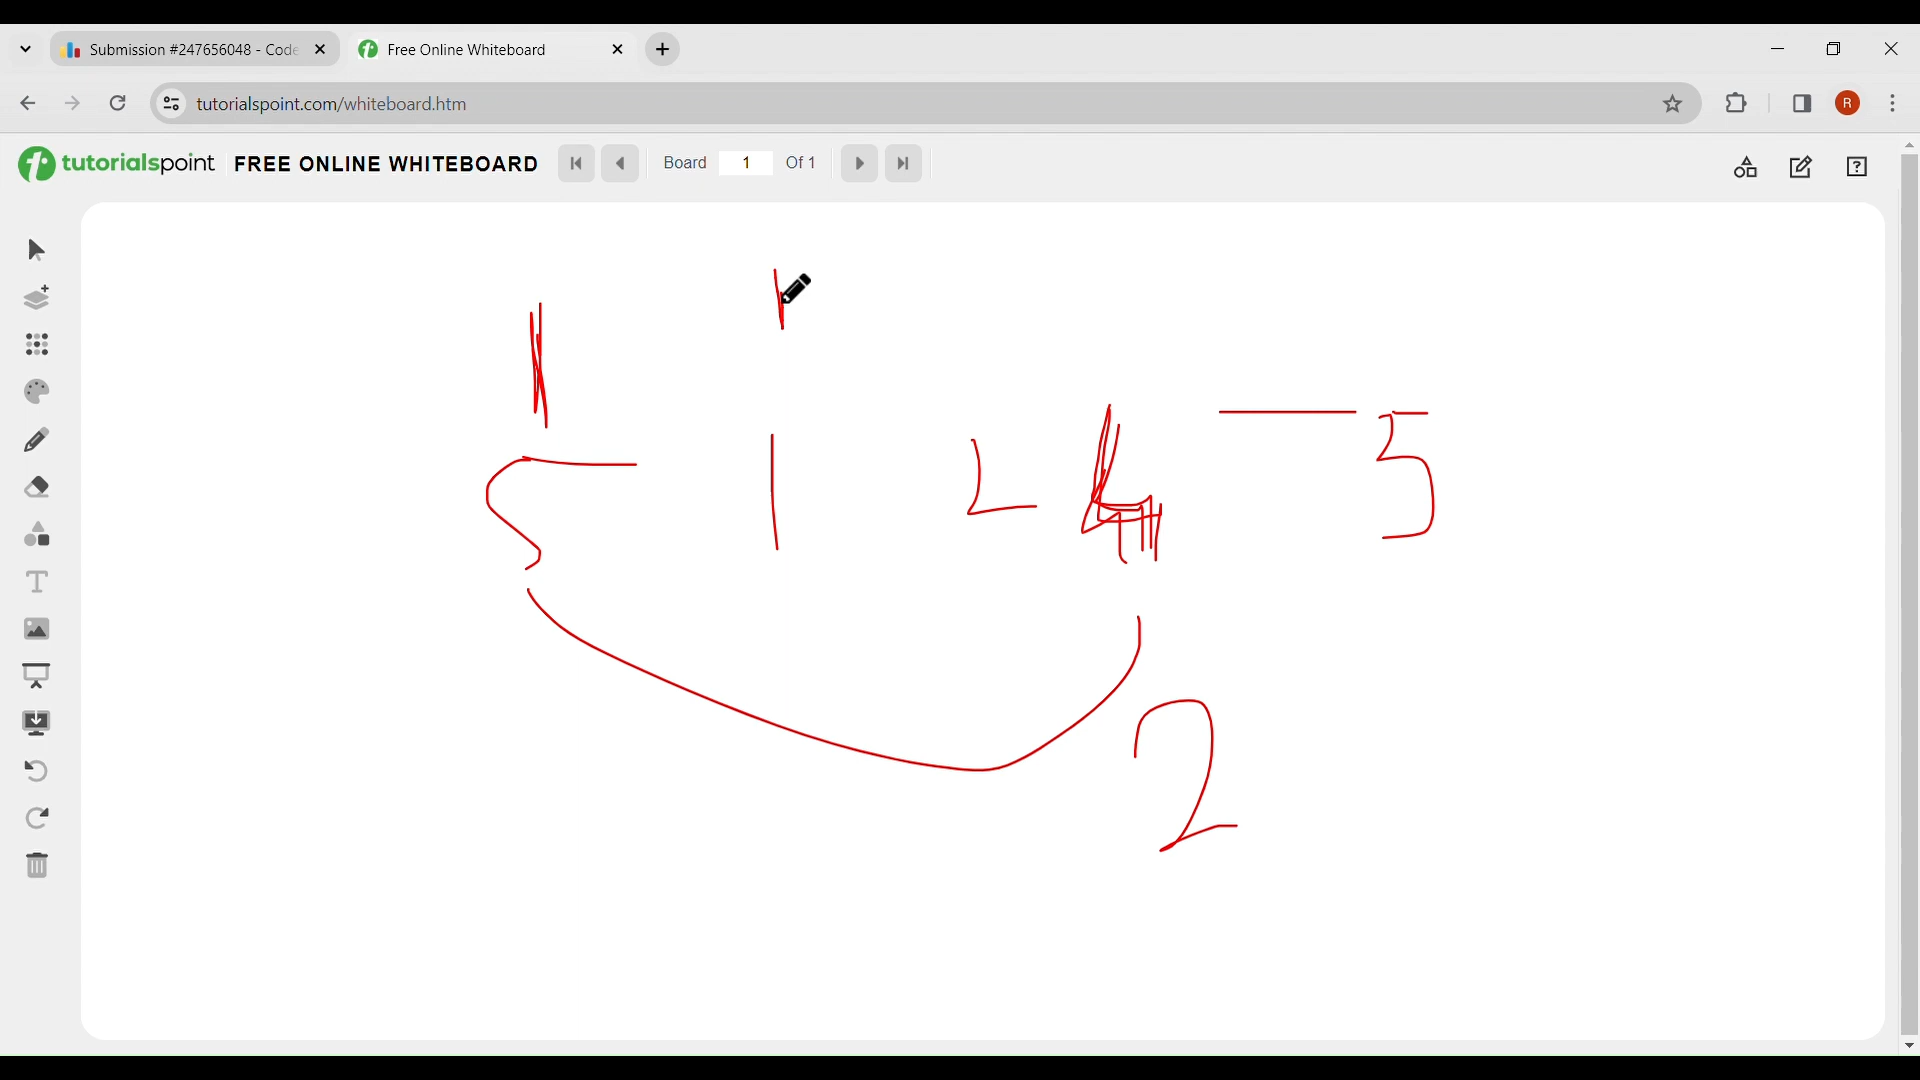 Submission #247656048 - Code
Free Online Whiteboard
tutorialspoint.com/whiteboard.htm
R
tutorialspoint FREE ONLINE WHITEBOARD Board 1 Of 1
5 1 2 4 5
2